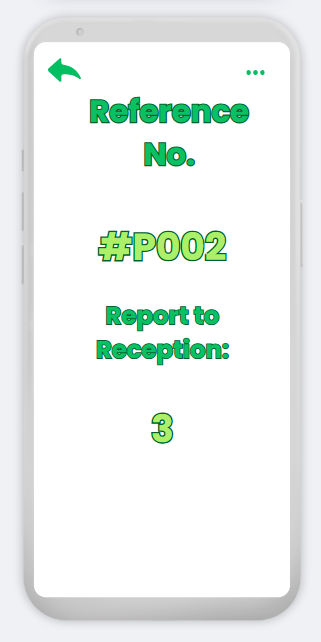 Reference
No.
#P002
Report to
Reception:
3